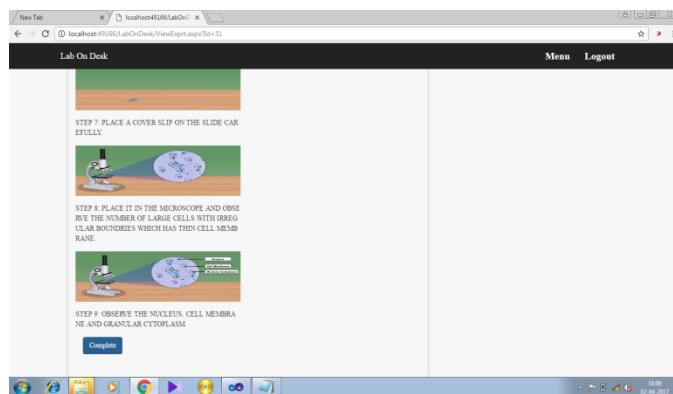 New Tab
localhost:49166/LabOnD
localhost:49166/LabOnDesk/ViewExprt.aspx?id=31
Lab On Desk
Menu Logout
STEP 7: PLACE A COVER SLIP ON THE SLIDE CAR
EFULLY.
STEP 8: PLACE IT IN THE MICROSCOPE AND OBSE
RVE THE NUMBER OF LARGE CELLS WITH IRREG
ULAR BOUNDRIES WHICH HAS THIN CELL MEMB
RANE.
STEP 9: OBSERVE THE NUCLEUS, CELL MEMBRA
NE AND GRANULAR CYTOPLASM.
Complete
14:06
02-04-2017